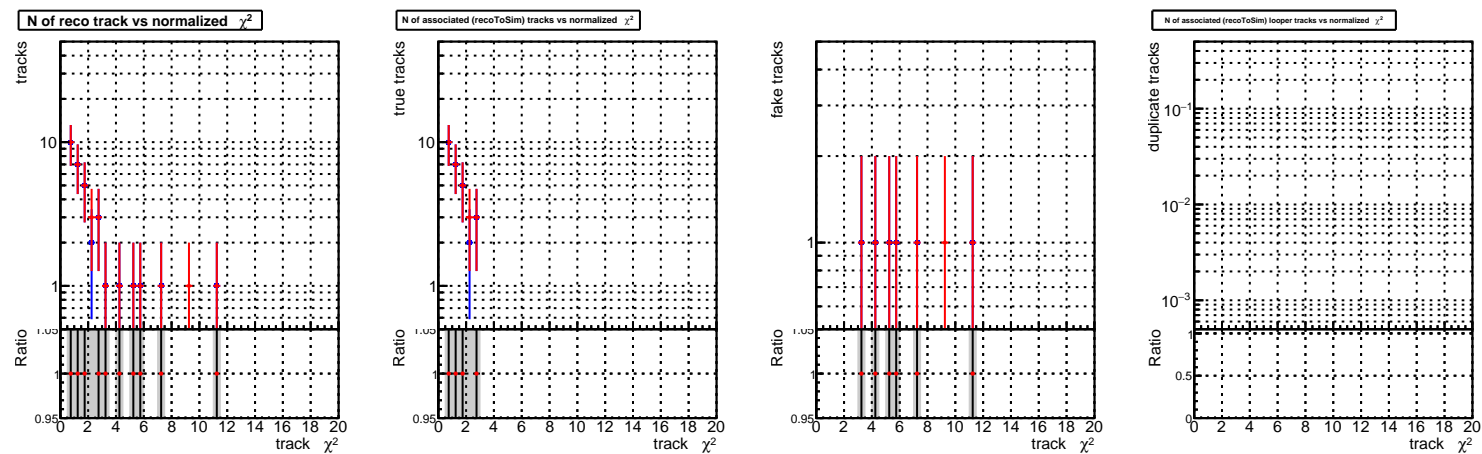 N of reco track vs normalized χ²
tracks
10
1
Ratio
1.05
1
0.95
0 2 4 6 8 10 12 14 16 18 20
track χ²
N of associated (recoToSim) tracks vs normalized χ²
true tracks
10
1
Ratio
1.05
1
0.95
0 2 4 6 8 10 12 14 16 18 20
track χ²
fake tracks
1
Ratio
1.05
1
0.95
0 2 4 6 8 10 12 14 16 18 20
track χ²
N of associated (recoToSim) looper tracks vs normalized χ²
duplicate tracks
10⁻¹
10⁻²
10⁻³
Ratio
1
0.5
0
0 2 4 6 8 10 12 14 16 18 20
track χ²